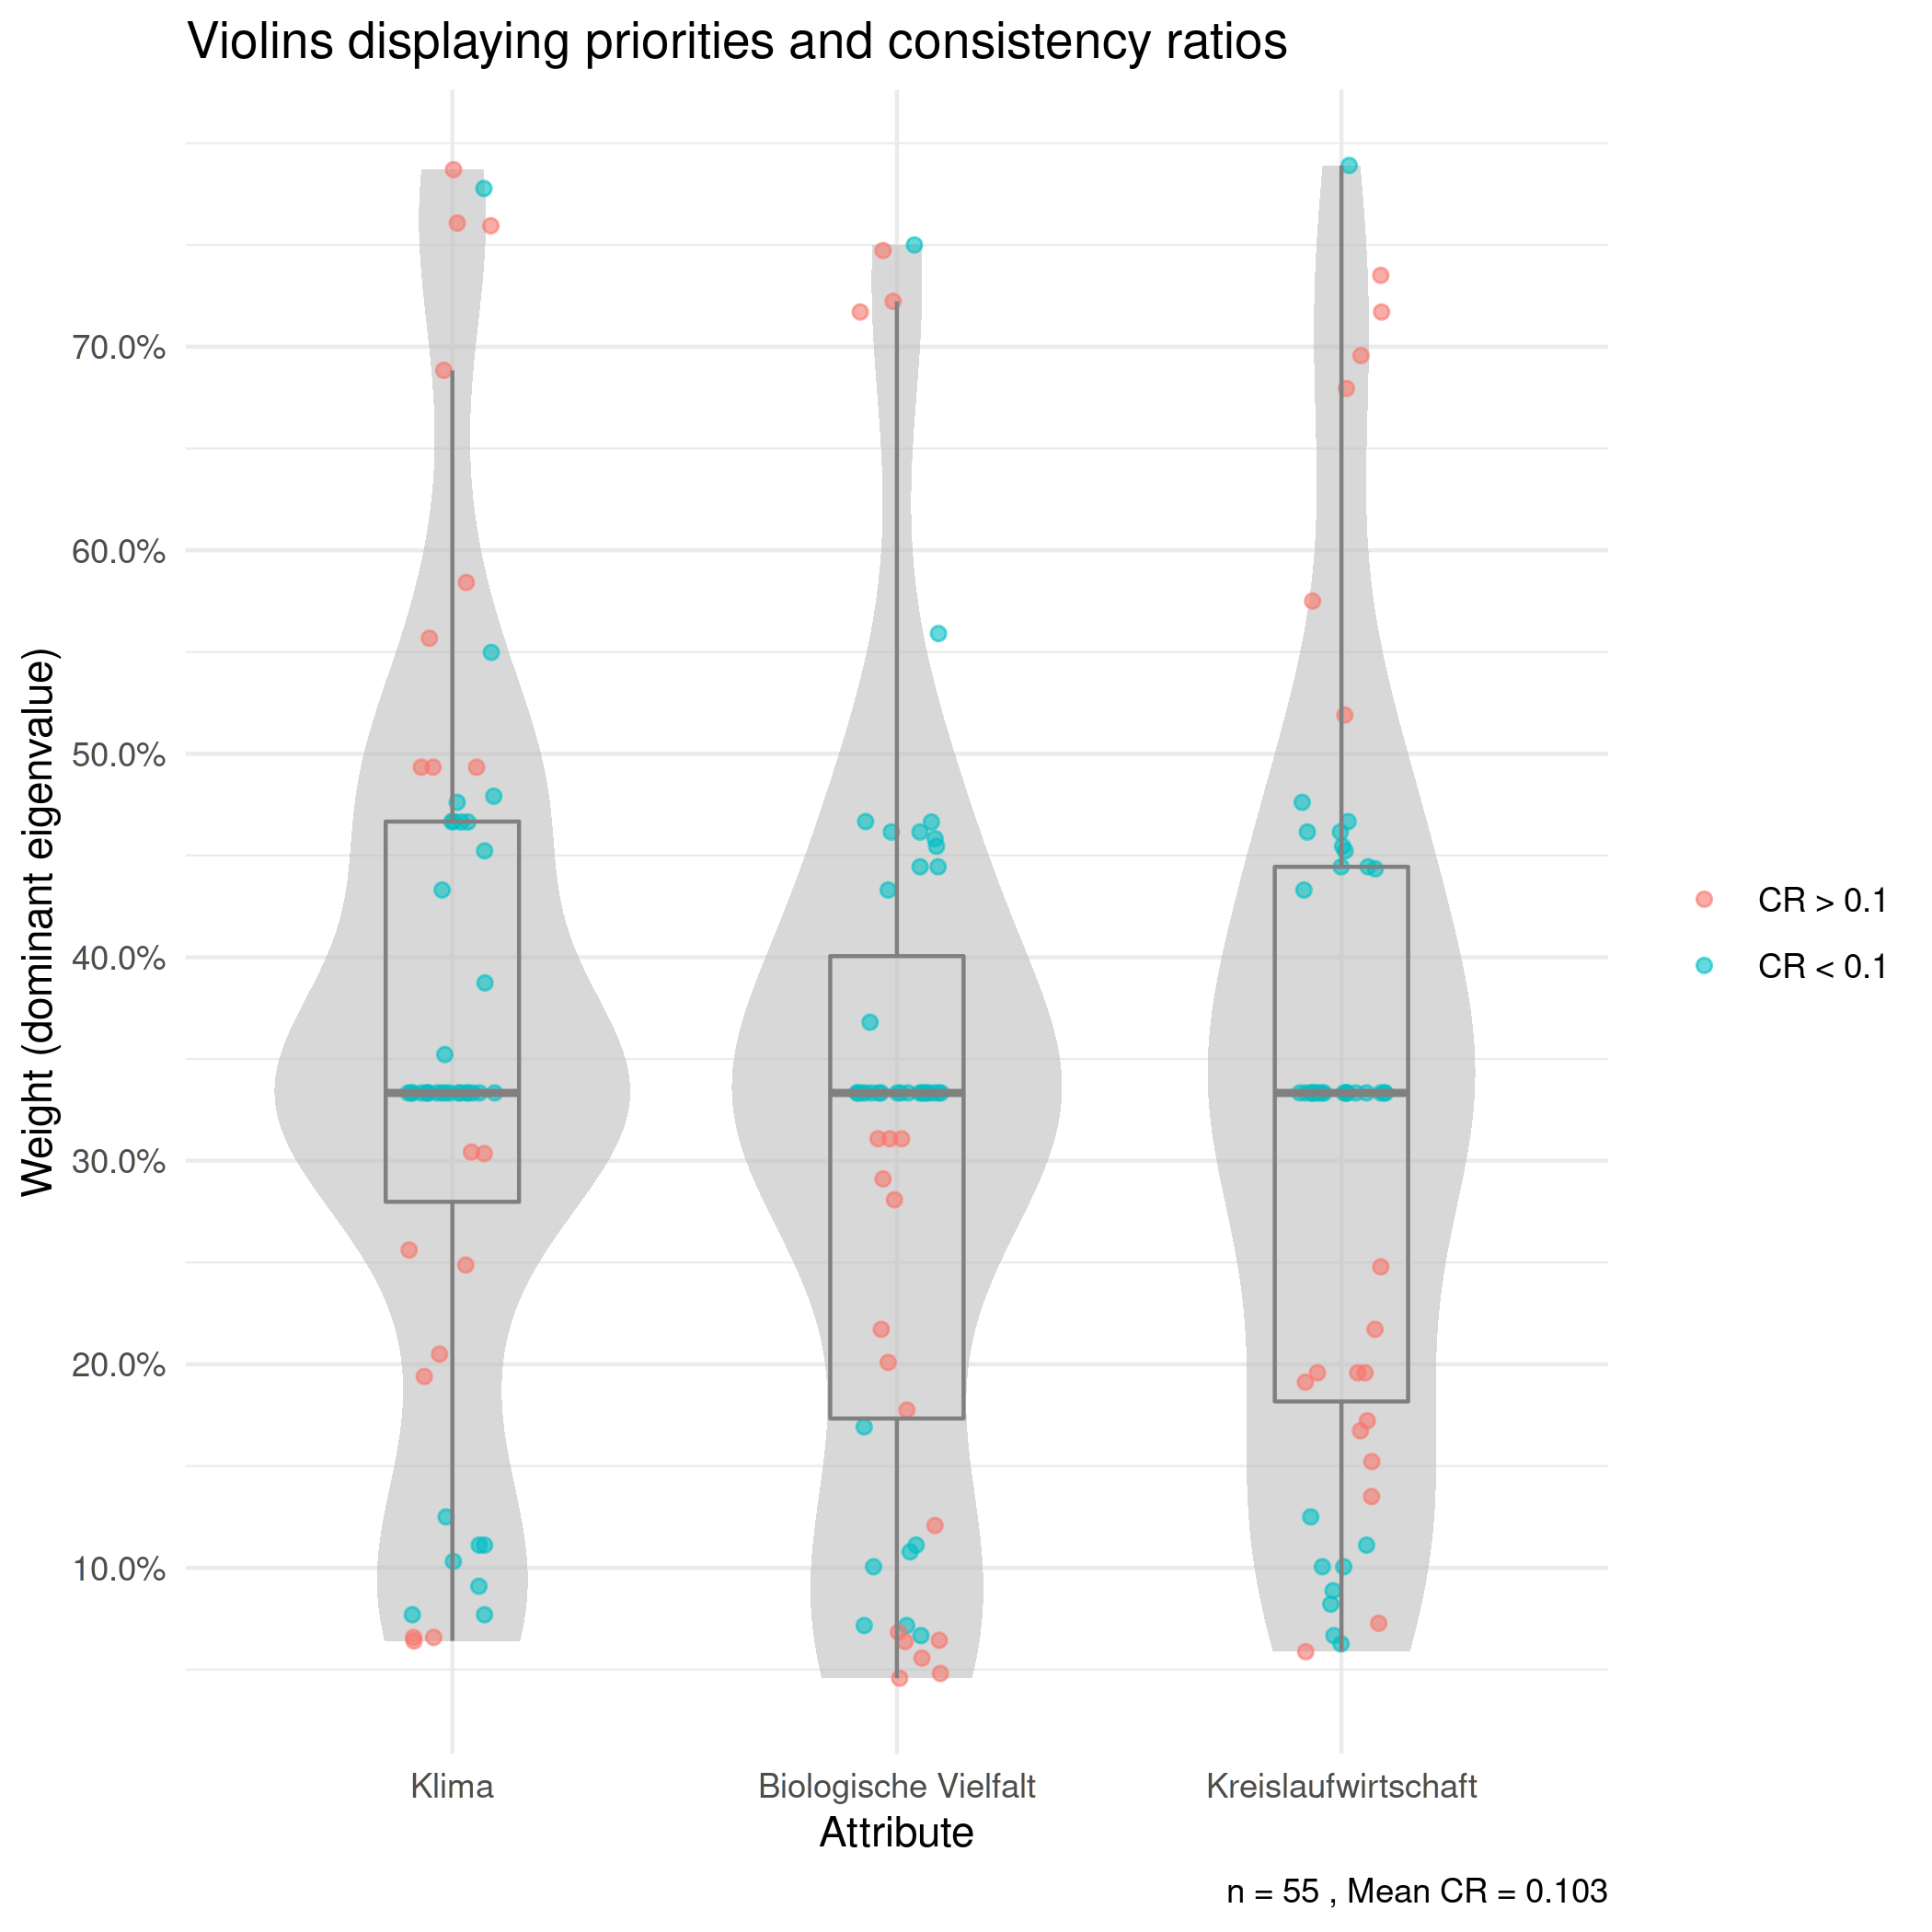 Violins displaying priorities and consistency ratios
Weight (dominant eigenvalue)
70.0%
60.0%
50.0%
40.0%
30.0%
20.0%
10.0%
Klima
Biologische Vielfalt
Kreislaufwirtschaft
Attribute
CR > 0.1
CR < 0.1
n = 55 , Mean CR = 0.103